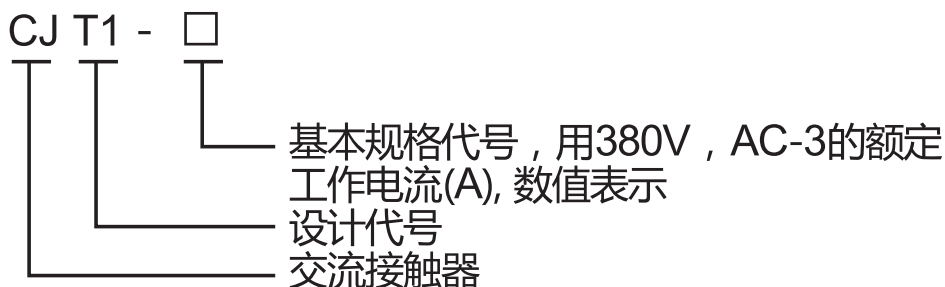 CJ T1 - □
基本规格代号，用380V，AC-3的额定
工作电流(A), 数值表示
设计代号
交流接触器